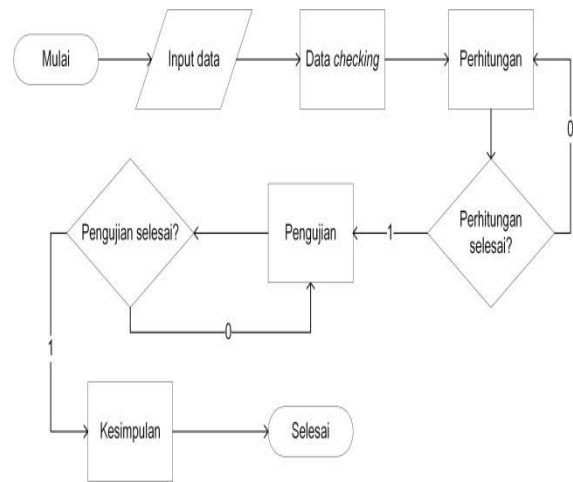 Mulai
Input data
Data checking
Perhitungan
0
Perhitungan
selesai?
1
Pengujian
Pengujian selesai?
0
1
Kesimpulan
Selesai